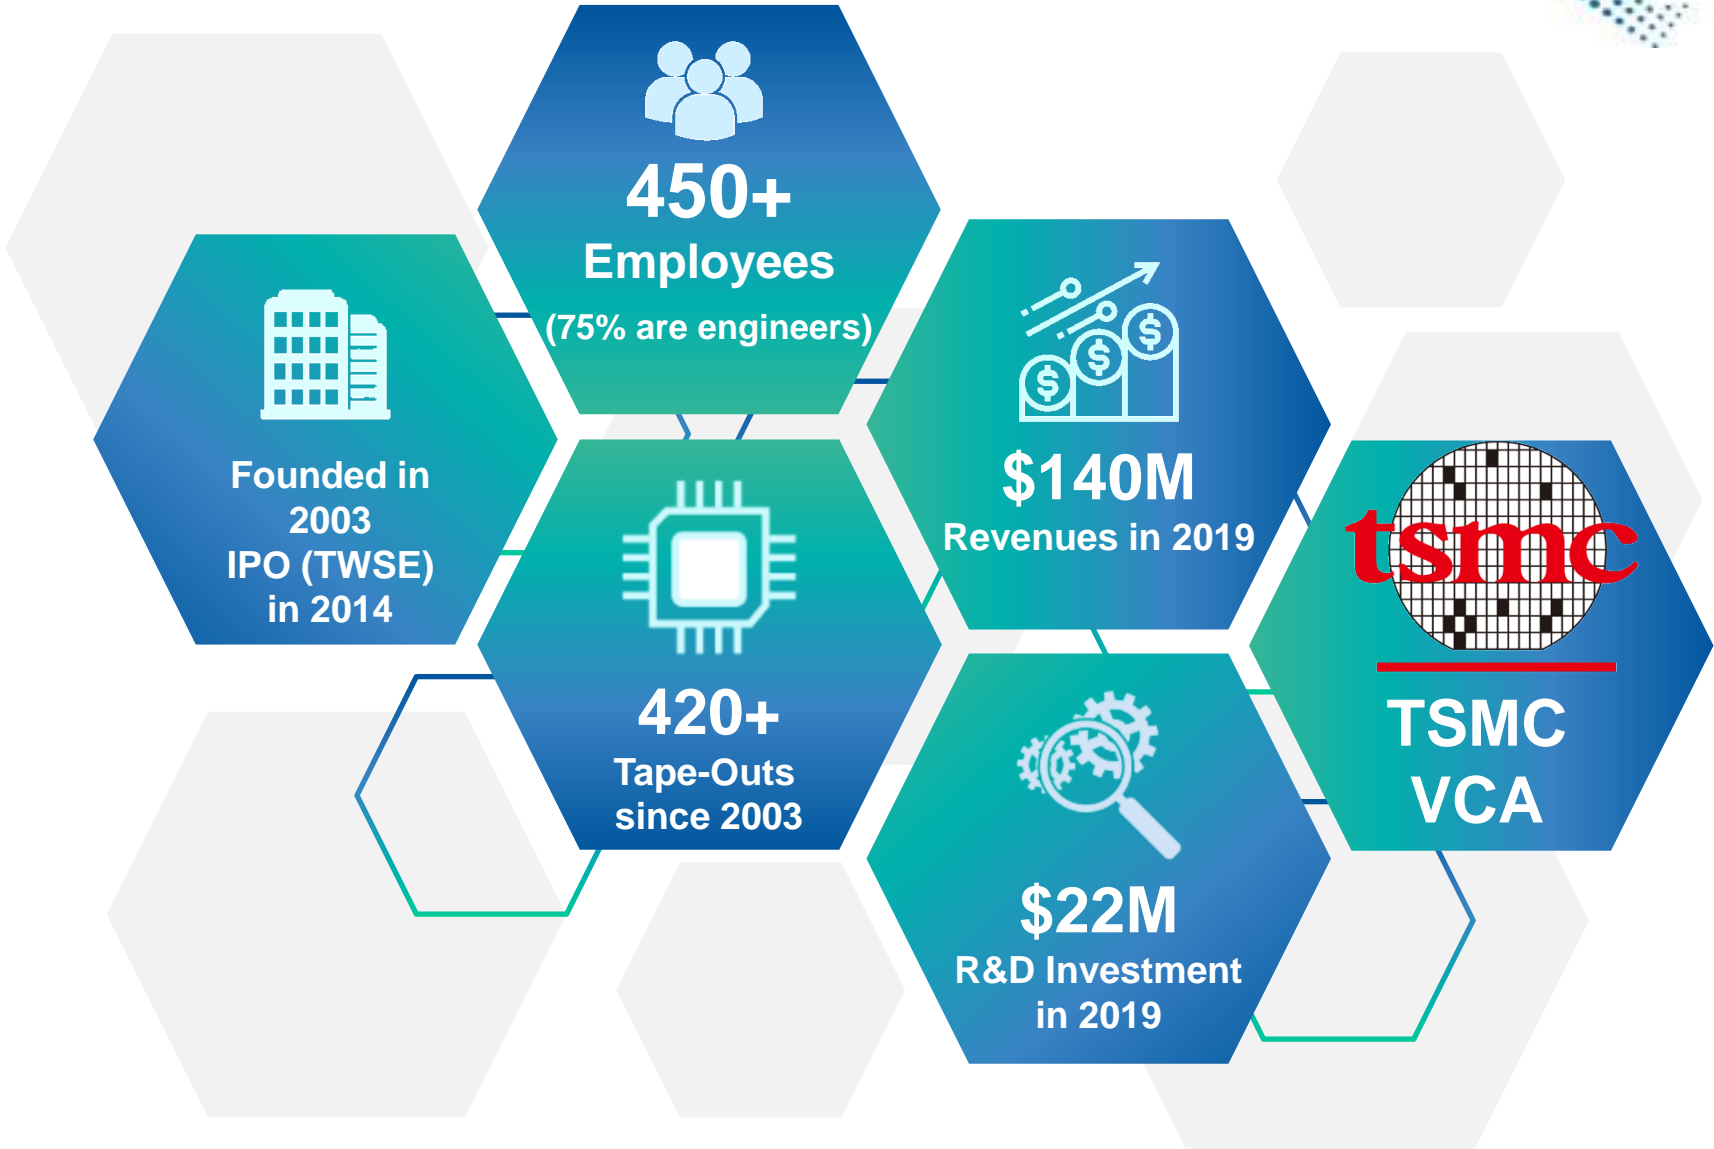 450+
Employees
(75% are engineers)
Founded in
2003
IPO (TWSE)
in 2014
$140M
Revenues in 2019
420+
Tape-Outs
since 2003
tsmc
TSMC
VCA
$22M
R&D Investment
in 2019